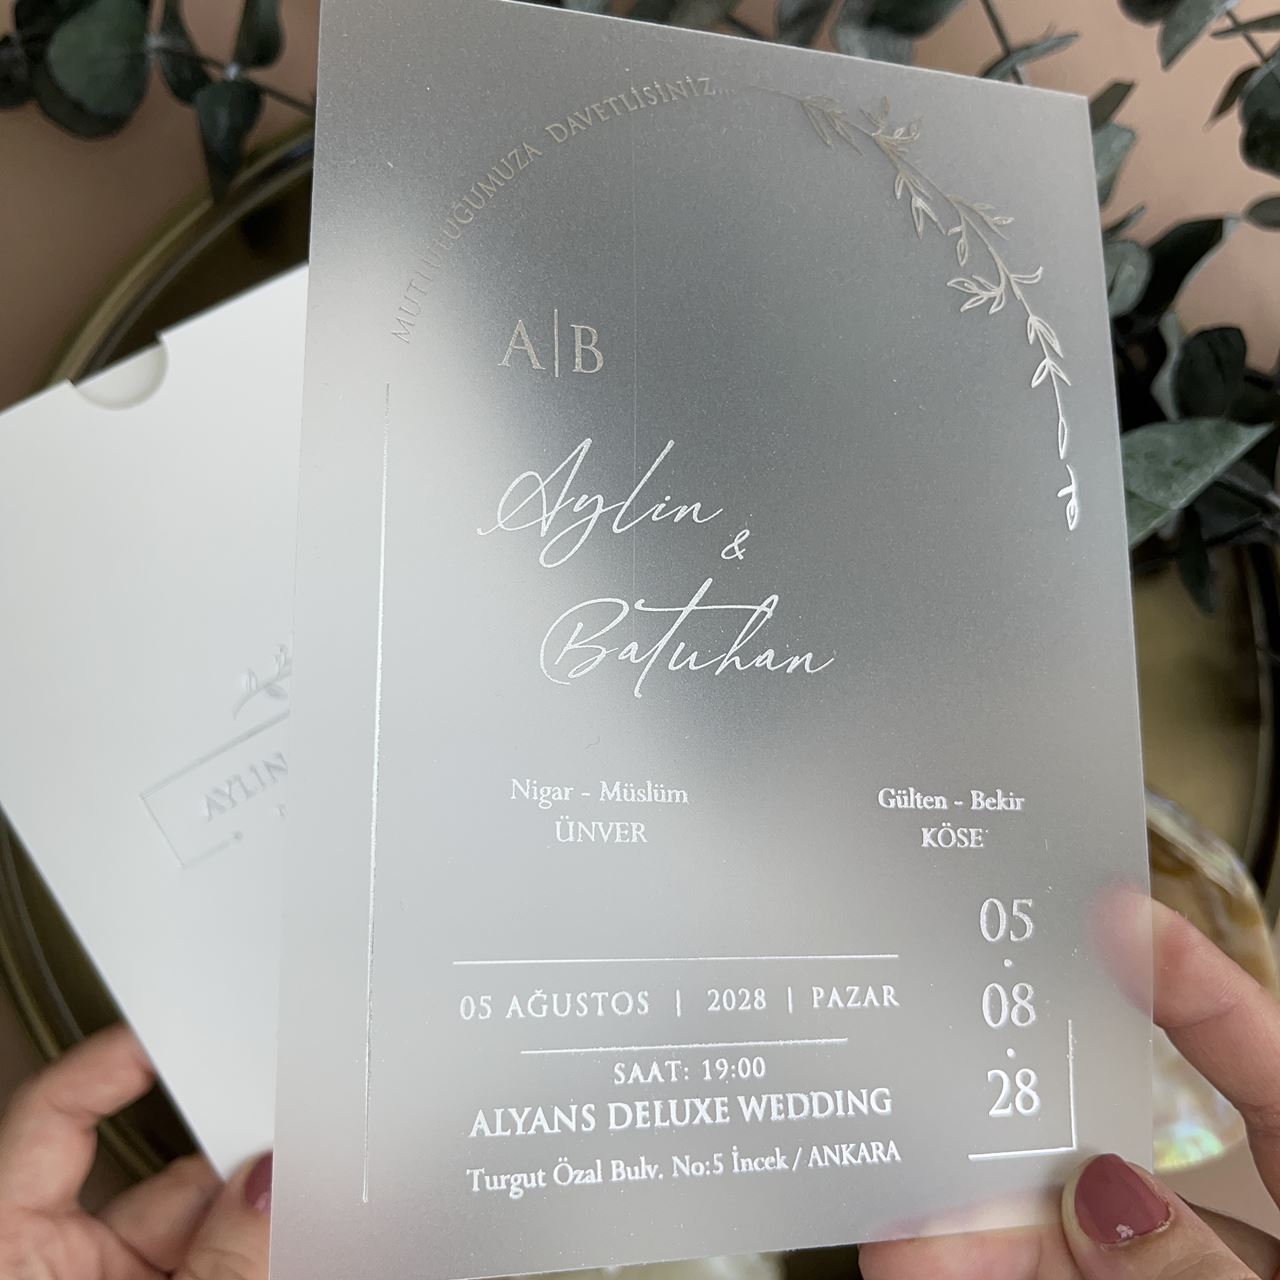 MUTLULUĞUMUZA DAVETLİSİNİZ...
A|B
Aylin
&
Batuhan
Nigar - Müslüm
ÜNVER
Gülten - Bekir
KÖSE
05 AĞUSTOS | 2028 | PAZAR
SAAT: 19:00
ALYANS DELUXE WEDDING
Turgut Özal Bulv. No:5 İncek / ANKARA
05
.
08
.
28
AYLİN